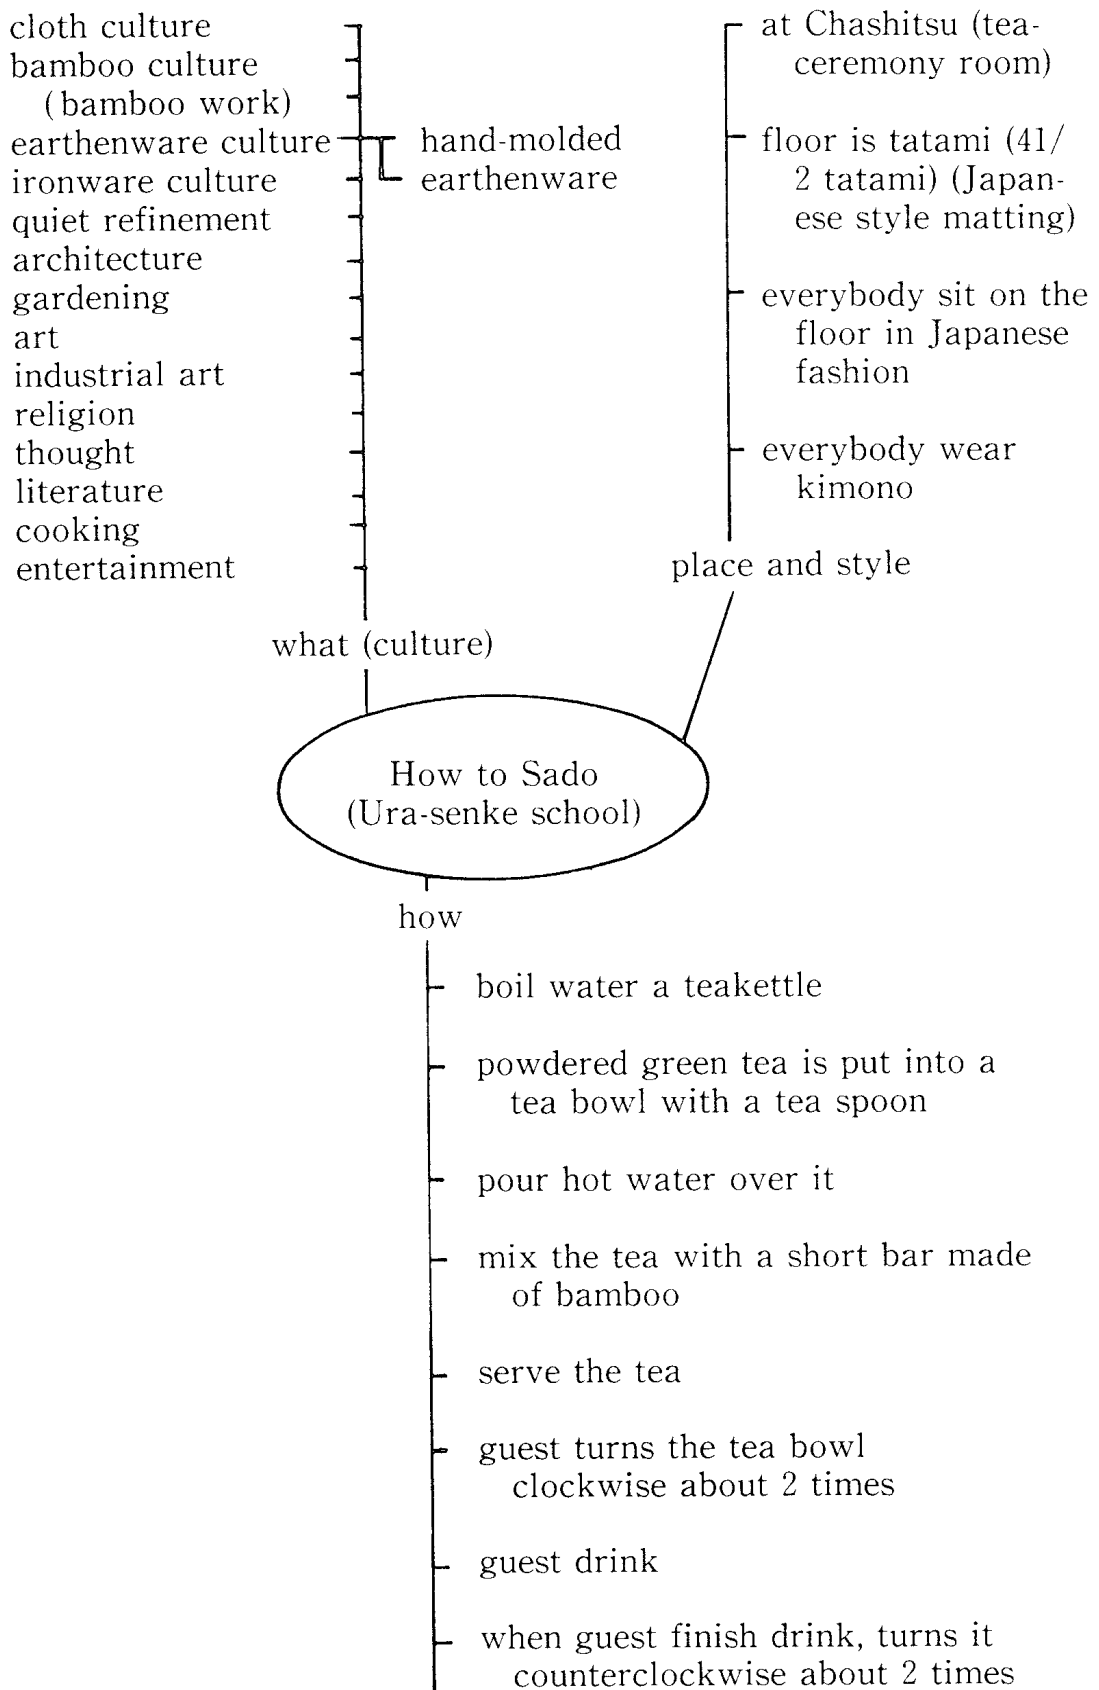 cloth culture
bamboo culture
(bamboo work)
earthenware culture
ironware culture
quiet refinement
architecture
gardening
art
industrial art
religion
thought
literature
cooking
entertainment
hand-molded
earthenware
what (culture)
at Chashitsu (tea-
ceremony room)
floor is tatami (41/
2 tatami) (Japan-
ese style matting)
everybody sit on the
floor in Japanese
fashion
everybody wear
kimono
place and style
How to Sado
(Ura-senke school)
how
boil water a teakettle
powdered green tea is put into a
tea bowl with a tea spoon
pour hot water over it
mix the tea with a short bar made
of bamboo
serve the tea
guest turns the tea bowl
clockwise about 2 times
guest drink
when guest finish drink, turns it
counterclockwise about 2 times